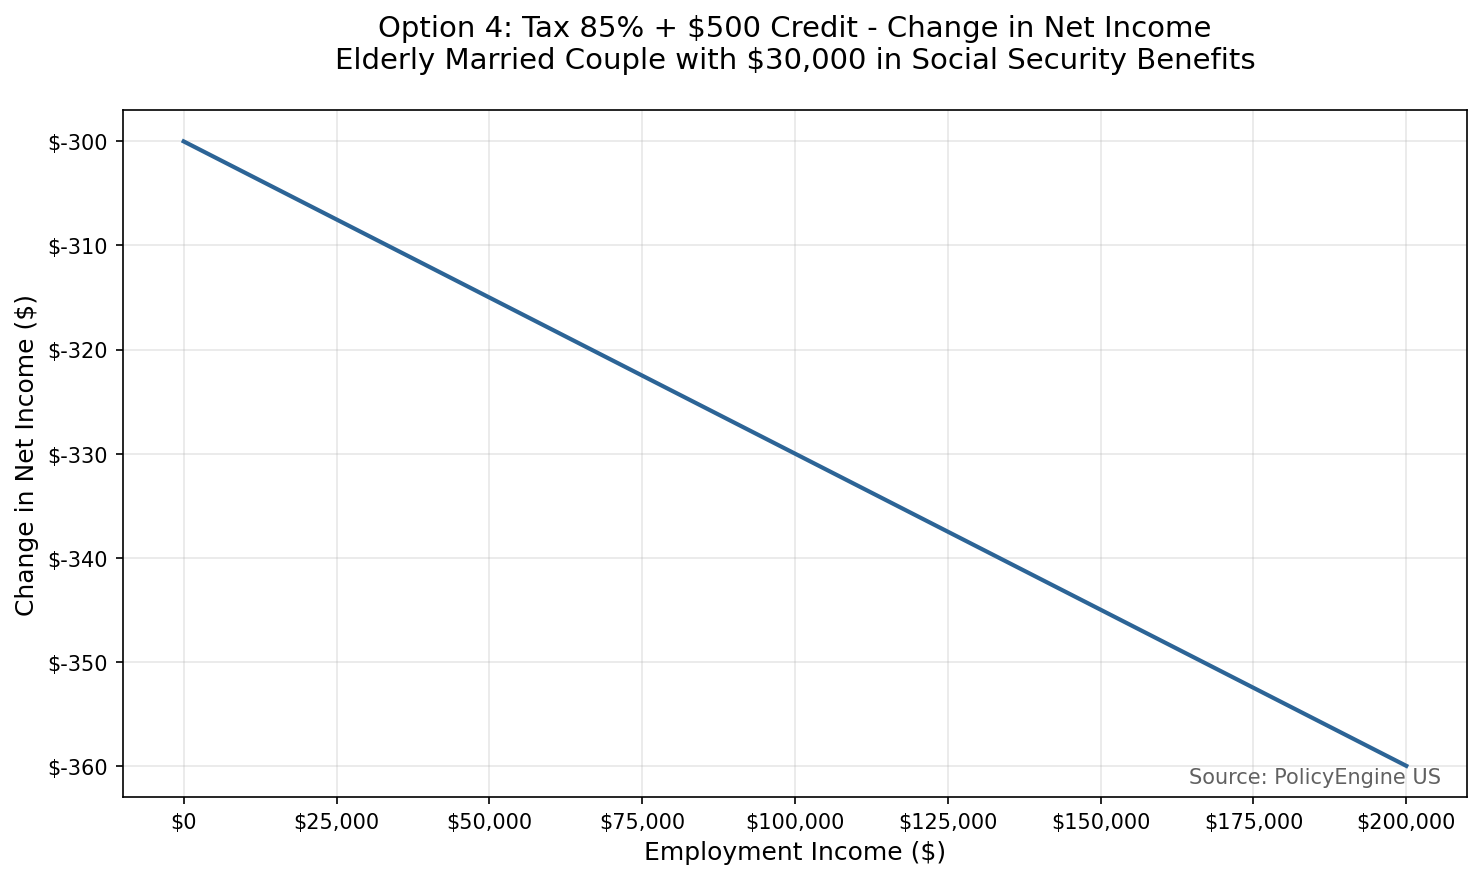 Option 4: Tax 85% + $500 Credit - Change in Net Income
Elderly Married Couple with $30,000 in Social Security Benefits
Change in Net Income ($)
$-300
$-310
$-320
$-330
$-340
$-350
$-360
Source: PolicyEngine US
$0 $25,000 $50,000 $75,000 $100,000 $125,000 $150,000 $175,000 $200,000
Employment Income ($)